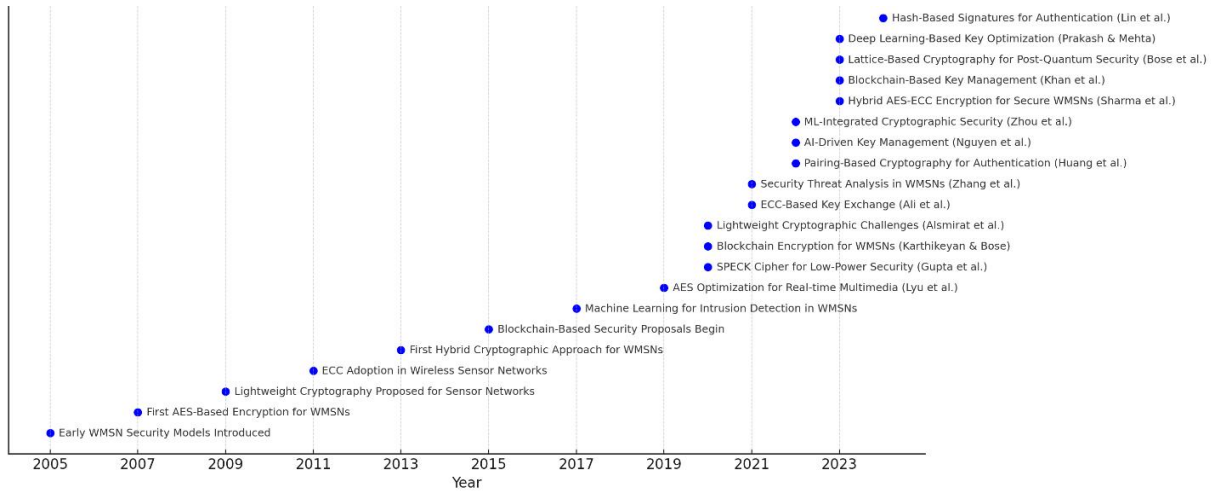 Hash-Based Signatures for Authentication (Lin et al.)
Deep Learning-Based Key Optimization (Prakash & Mehta)
Lattice-Based Cryptography for Post-Quantum Security (Bose et al.)
Blockchain-Based Key Management (Khan et al.)
Hybrid AES-ECC Encryption for Secure WMSNs (Sharma et al.)
ML-Integrated Cryptographic Security (Zhou et al.)
AI-Driven Key Management (Nguyen et al.)
Pairing-Based Cryptography for Authentication (Huang et al.)
Security Threat Analysis in WMSNs (Zhang et al.)
ECC-Based Key Exchange (Ali et al.)
Lightweight Cryptographic Challenges (Alsmirat et al.)
Blockchain Encryption for WMSNs (Karthikeyan & Bose)
SPECK Cipher for Low-Power Security (Gupta et al.)
AES Optimization for Real-time Multimedia (Lyu et al.)
Machine Learning for Intrusion Detection in WMSNs
Blockchain-Based Security Proposals Begin
First Hybrid Cryptographic Approach for WMSNs
ECC Adoption in Wireless Sensor Networks
Lightweight Cryptography Proposed for Sensor Networks
First AES-Based Encryption for WMSNs
Early WMSN Security Models Introduced
2005 2007 2009 2011 2013 2015 2017 2019 2021 2023
Year